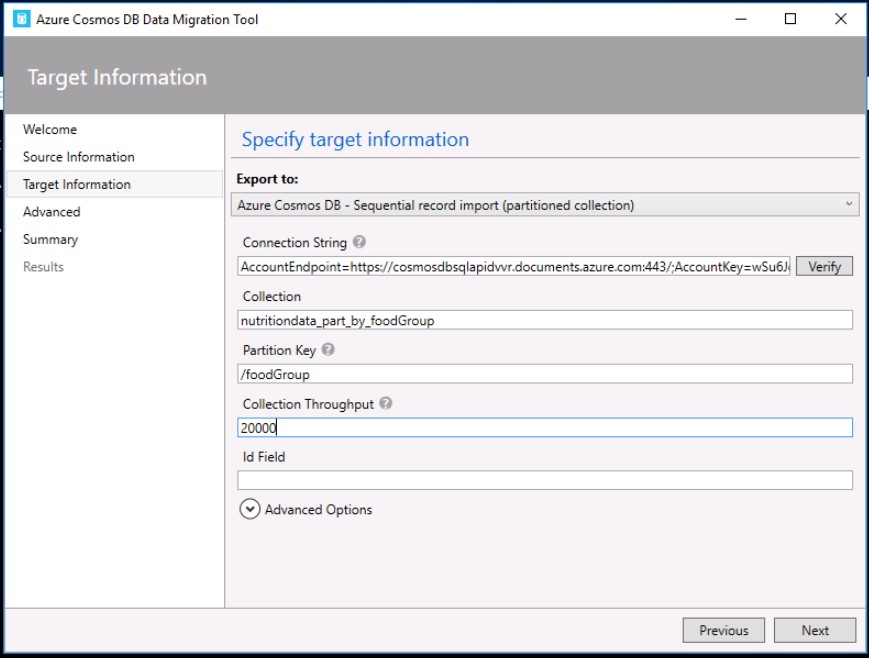 Azure Cosmos DB Data Migration Tool
Target Information
Welcome
Source Information
Target Information
Advanced
Summary
Results
Specify target information
Export to:
Azure Cosmos DB - Sequential record import (partitioned collection)
Connection String
AccountEndpoint=https://cosmosdbsqlapidvvr.documents.azure.com:443/;AccountKey=wSu6J
Verify
Collection
nutritiondata_part_by_foodGroup
Partition Key
/foodGroup
Collection Throughput
20000
Id Field
Advanced Options
Previous
Next